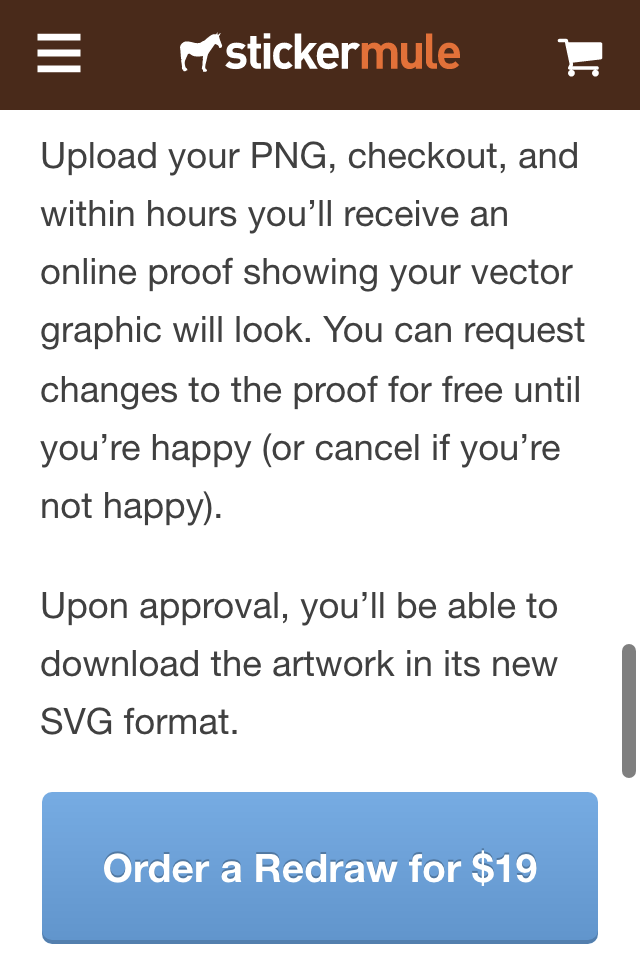 stickermule
Upload your PNG, checkout, and
within hours you’ll receive an
online proof showing your vector
graphic will look. You can request
changes to the proof for free until
you’re happy (or cancel if you’re
not happy).
Upon approval, you’ll be able to
download the artwork in its new
SVG format.
Order a Redraw for $19